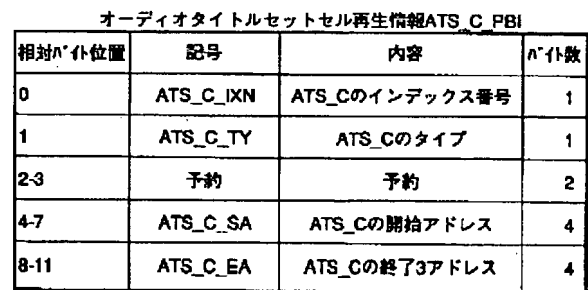 オーディオタイトルセットセル再生情報ATS_C_PBI
相対ﾊﾞｲﾄ位置 記号 内容 ﾊﾞｲﾄ数
0 ATS_C_IXN ATS_Cのインデックス番号 1
1 ATS_C_TY ATS_Cのタイプ 1
2-3 予約 予約 2
4-7 ATS_C_SA ATS_Cの開始アドレス 4
8-11 ATS_C_EA ATS_Cの終了3アドレス 4